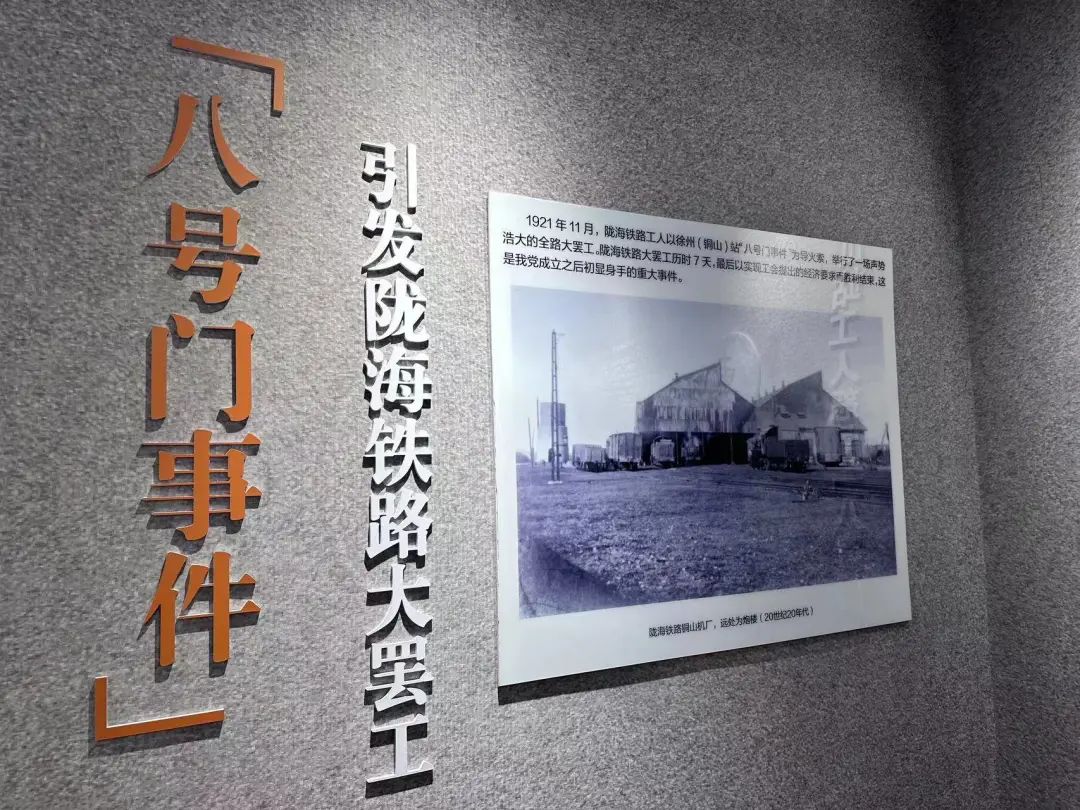 「八号门事件」
引发陇海铁路大罢工
1921年11月，陇海铁路工人以徐州（铜山）站“八号门事件”为导火索，举行了一场声势
浩大的全路大罢工。陇海铁路大罢工历时7天，最后以实现工会提出的经济要求而胜利结束，这
是我党成立之后初显身手的重大事件。
陇海铁路铜山机厂，远处为炮楼（20世纪20年代）